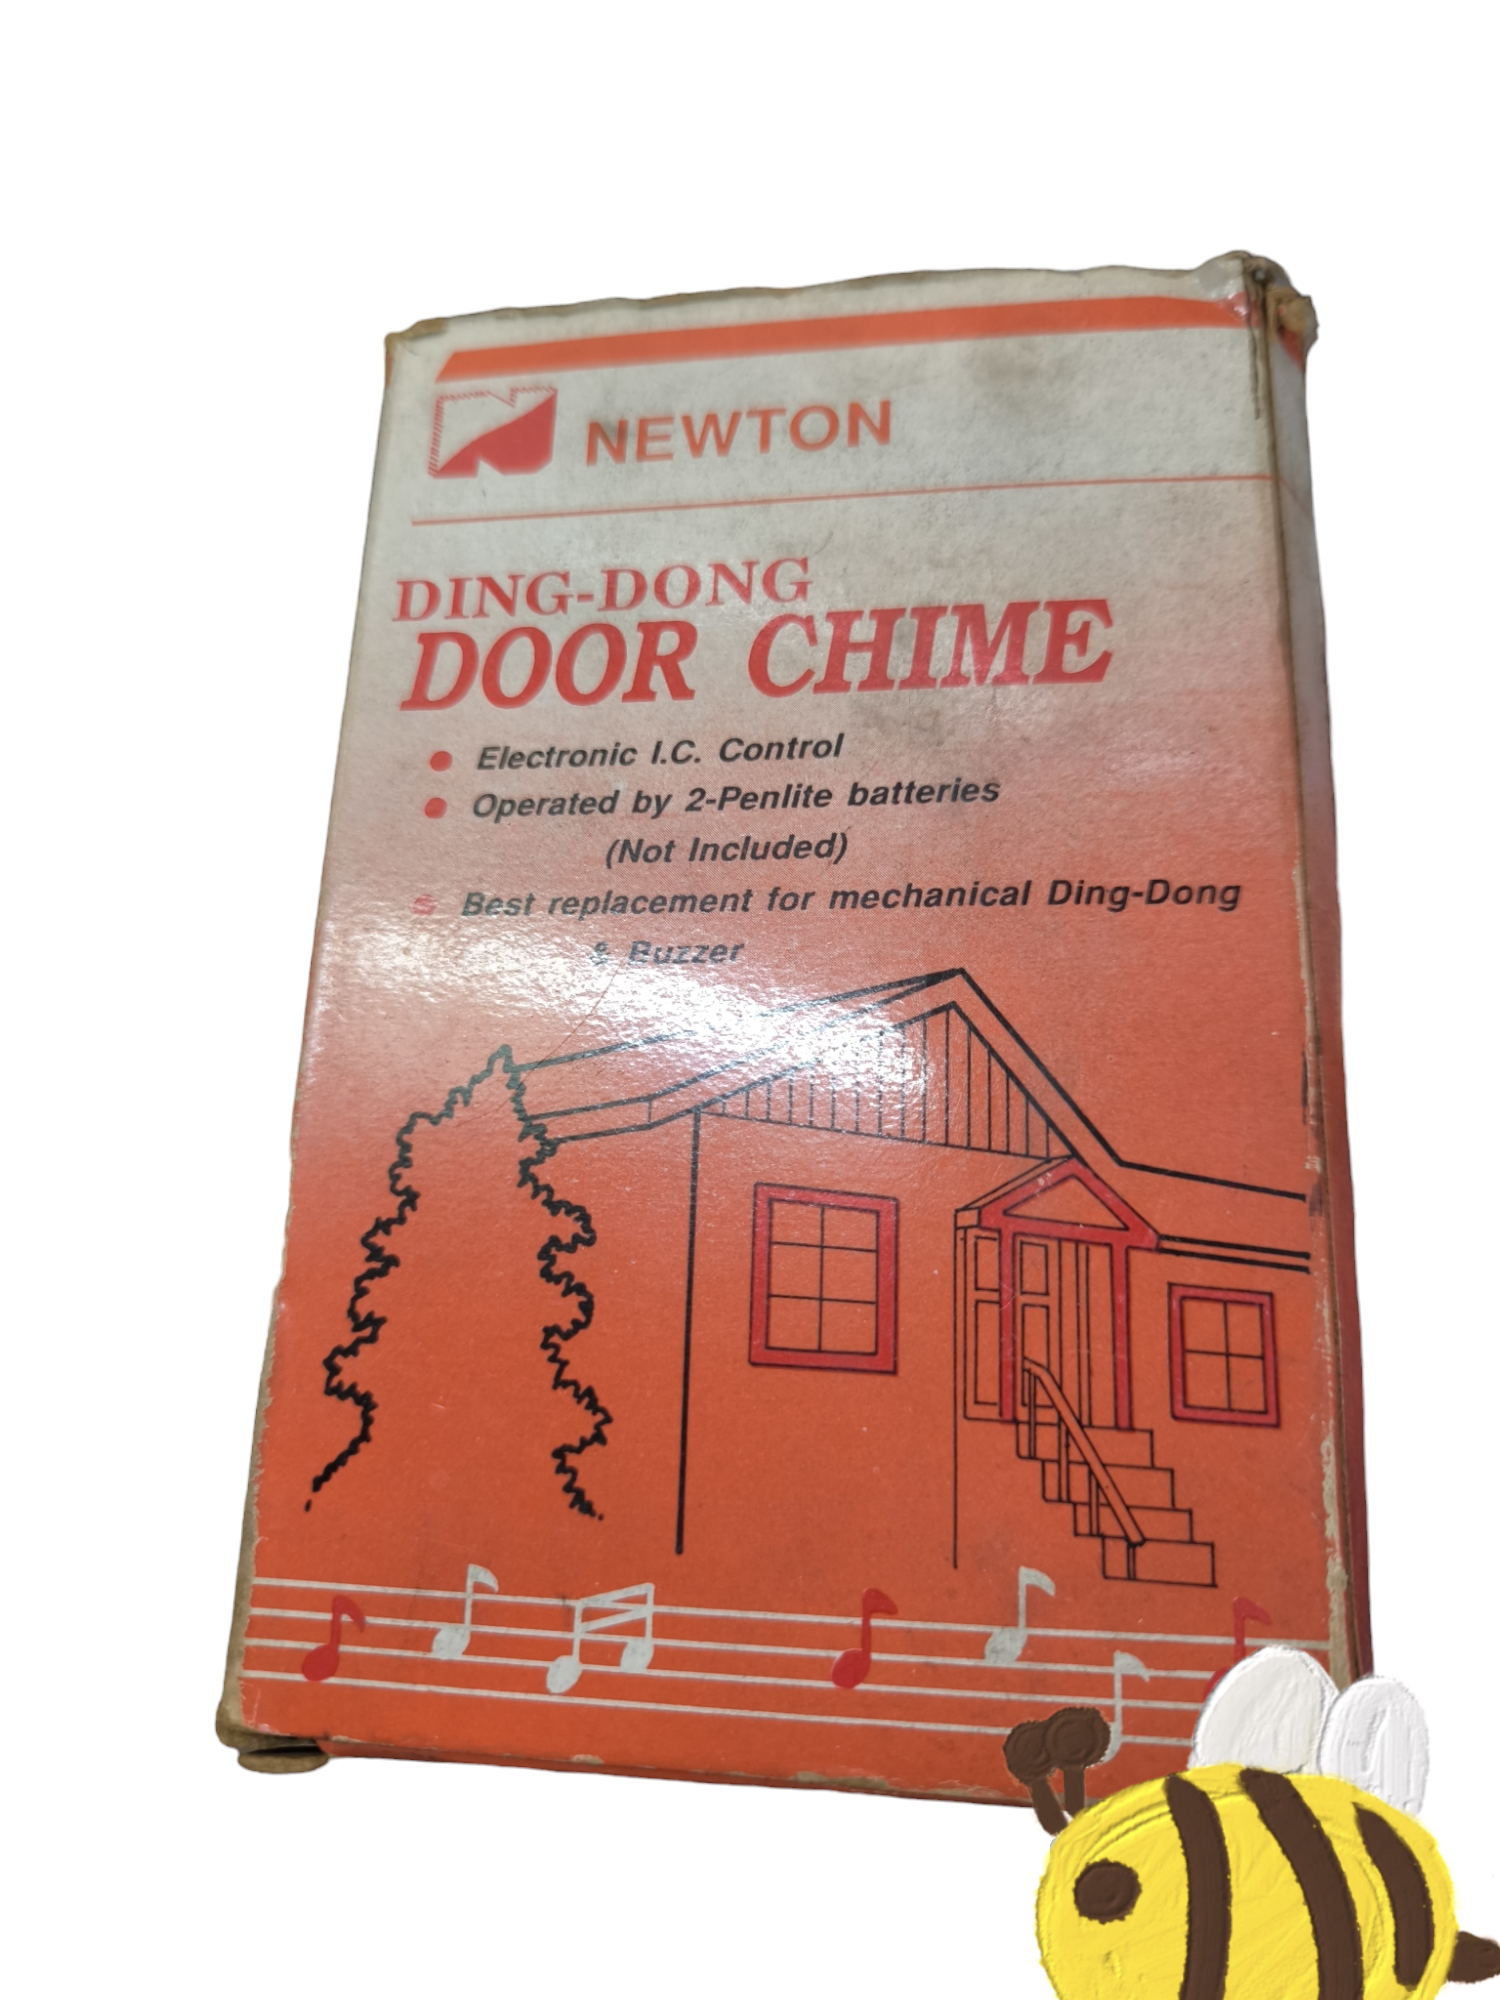 NEWTON
DING-DONG
DOOR CHIME
Electronic I.C. Control
Operated by 2-Penlite batteries
(Not Included)
Best replacement for mechanical Ding-Dong
& Buzzer